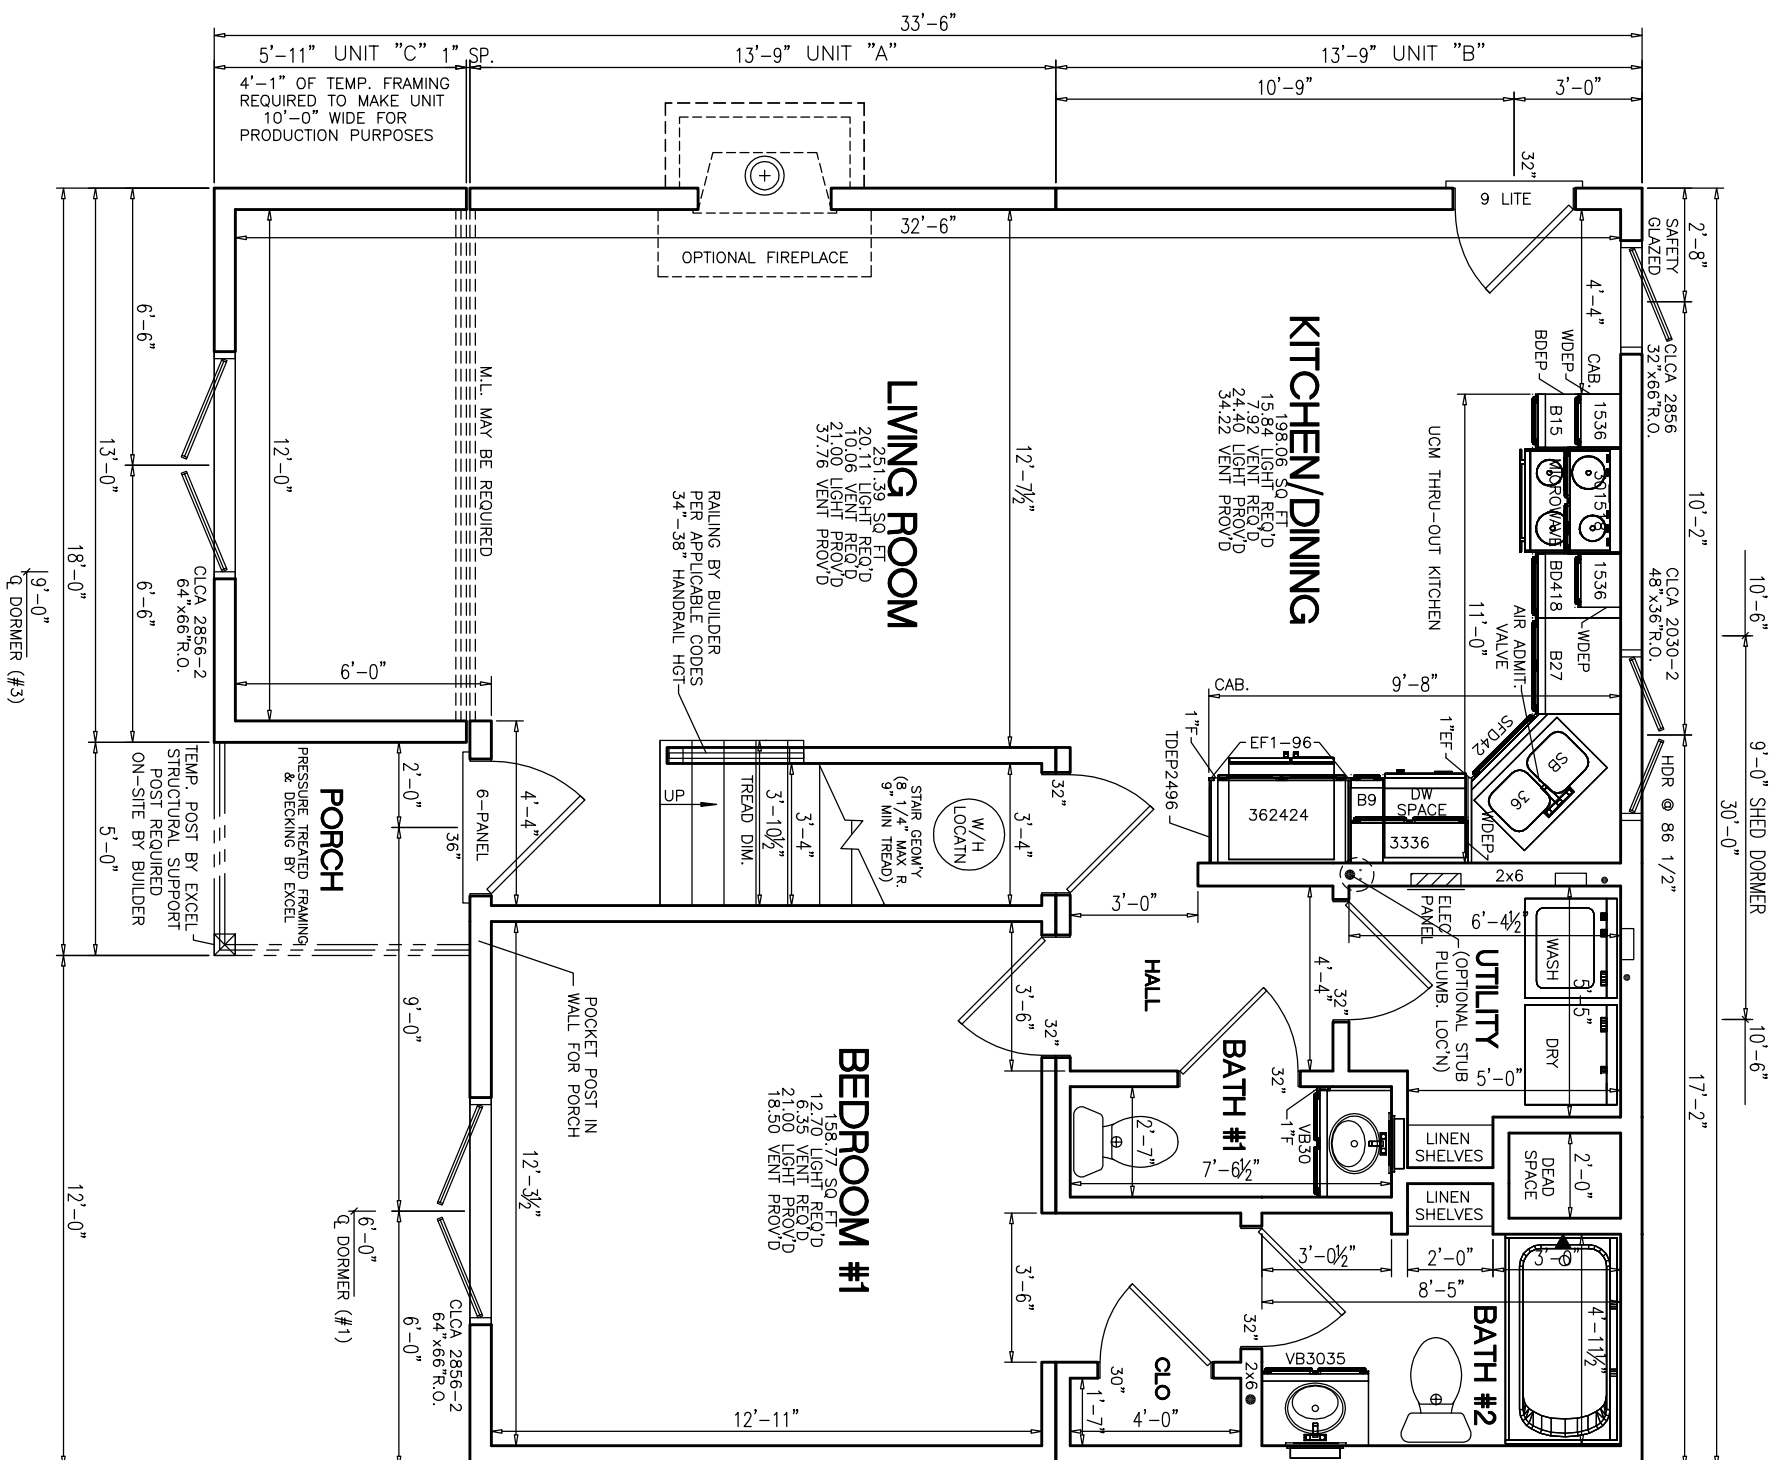 33'-6"
5'-11" UNIT "C"
1" SP.
13'-9" UNIT "A"
13'-9" UNIT "B"
4'-1" OF TEMP. FRAMING
REQUIRED TO MAKE UNIT
10'-0" WIDE FOR
PRODUCTION PURPOSES
10'-9"
3'-0"
32"
9 LITE
32'-6"
OPTIONAL FIREPLACE
SAFETY
GLAZED
2'-8"
4'-4"
CLCA 2856
32"x66"R.O.
10'-2"
WDEP
BDEP
CAB.
1536
B15
301518
MICROWAVE
1536
BD418
WDEP
B27
UCM THRU-OUT KITCHEN
11'-0"
AIR ADMIT.
VALVE
CLCA 2030-2
48"x36"R.O.
10'-6"
9'-0" SHED DORMER
10'-6"
30'-0"
17'-2"
HDR @ 86 1/2"
KITCHEN/DINING
198.06 SQ FT
15.84 LIGHT REQ'D
7.92 VENT REQ'D
24.40 LIGHT PROV'D
34.22 VENT PROV'D
LIVING ROOM
251.39 SQ FT
20.11 LIGHT REQ'D
10.06 VENT REQ'D
21.00 LIGHT PROV'D
37.76 VENT PROV'D
12'-7½"
12'-0"
M.L. MAY BE REQUIRED
6'-6"
6'-6"
13'-0"
18'-0"
9'-0"
℄ DORMER (#3)
CLCA 2856-2
64"x66"R.O.
6'-0"
RAILING BY BUILDER
PER APPLICABLE CODES
34"-38" HANDRAIL HGT
9'-8"
CAB.
1"F
TDEP2496
EF1-96
1"EF
SFD42
SB
36
362424
B9
DW
SPACE
3336
WDEP
2x6
UP
TREAD DIM.
3'-10½"
3'-4"
STAIR GEOM'Y
(8 1/4" MAX R.
9" MIN TREAD)
W/H
LOCATN
3'-4"
32"
4'-4"
6-PANEL
36"
2'-0"
5'-0"
PORCH
PRESSURE TREATED FRAMING
& DECKING BY EXCEL
TEMP. POST BY EXCEL
STRUCTURAL SUPPORT
POST REQUIRED
ON-SITE BY BUILDER
POCKET POST IN
WALL FOR PORCH
9'-0"
12'-0"
3'-0"
HALL
4'-4"
32"
3'-6"
32"
ELEC
PANEL
6'-4½"
UTILITY
(OPTIONAL STUB
PLUMB. LOC'N)
WASH
5'-5"
DRY
5'-0"
BATH #1
32"
1"F
VB30
2'-7"
7'-6½"
LINEN
SHELVES
DEAD
SPACE
2'-0"
LINEN
SHELVES
BEDROOM #1
158.77 SQ FT
12.70 LIGHT REQ'D
6.35 VENT REQ'D
21.00 LIGHT PROV'D
18.50 VENT PROV'D
12'-3½"
12'-11"
3'-6"
3'-0½"
2'-0"
3'-0"
8'-5"
4'-11½"
BATH #2
32"
2x6
VB3035
CLO
30"
1'-7"
4'-0"
6'-0"
℄ DORMER (#1)
6'-0"
CLCA 2856-2
64"x66"R.O.